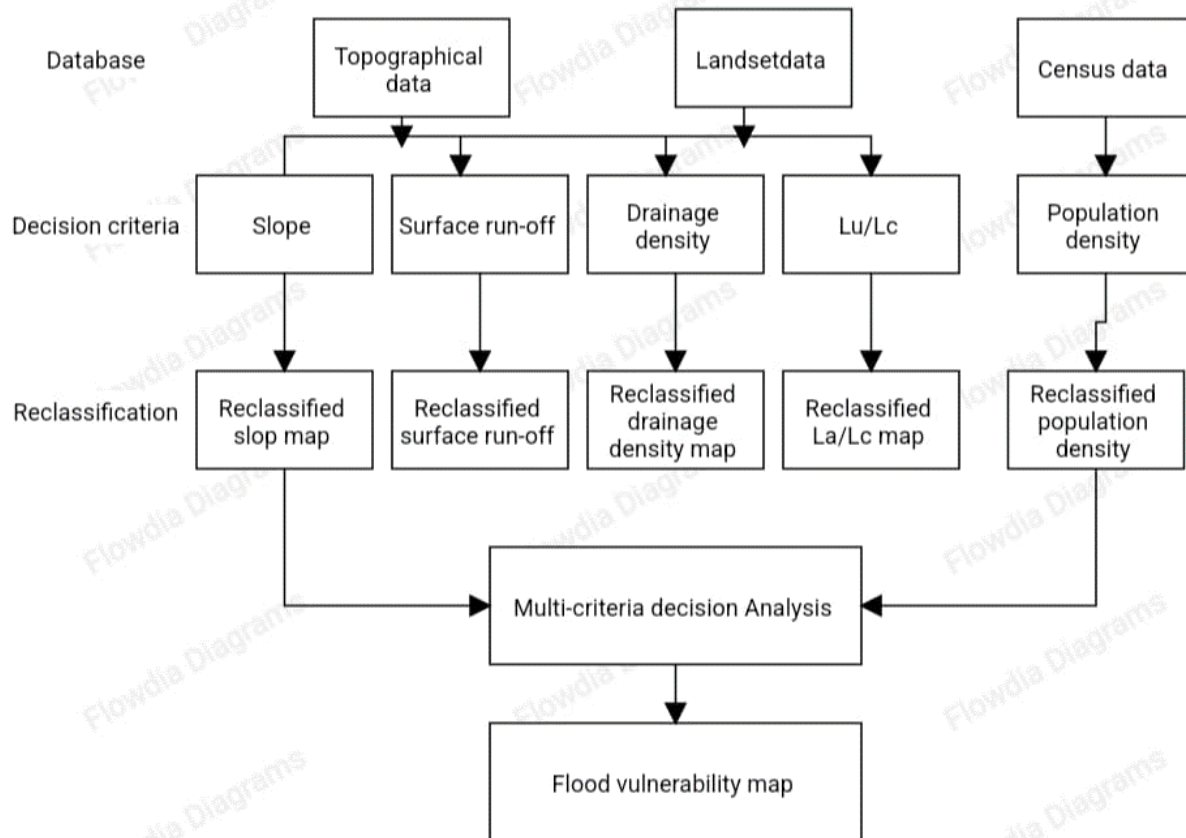 Database
Topographical
data
Landsetdata
Census data
Decision criteria
Slope
Surface run-off
Drainage
density
Lu/Lc
Population
density
Reclassification
Reclassified
slop map
Reclassified
surface run-off
Reclassified
drainage
density map
Reclassified
La/Lc map
Reclassified
population
density
Multi-criteria decision Analysis
Flood vulnerability map
Flowdia Diagrams